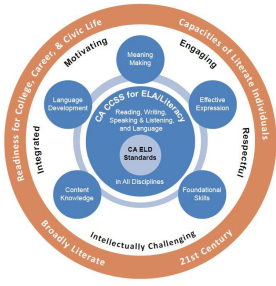 Readiness for College, Career, & Civic Life
Capacities of Literate Individuals
Broadly Literate
21st Century
Motivating
Engaging
Integrated
Respectful
Intellectually Challenging
Meaning
Making
Language
Development
Effective
Expression
Content
Knowledge
Foundational
Skills
CA CCSS for ELA/Literacy
Reading, Writing,
Speaking & Listening,
and Language
CA ELD
Standards
in All Disciplines